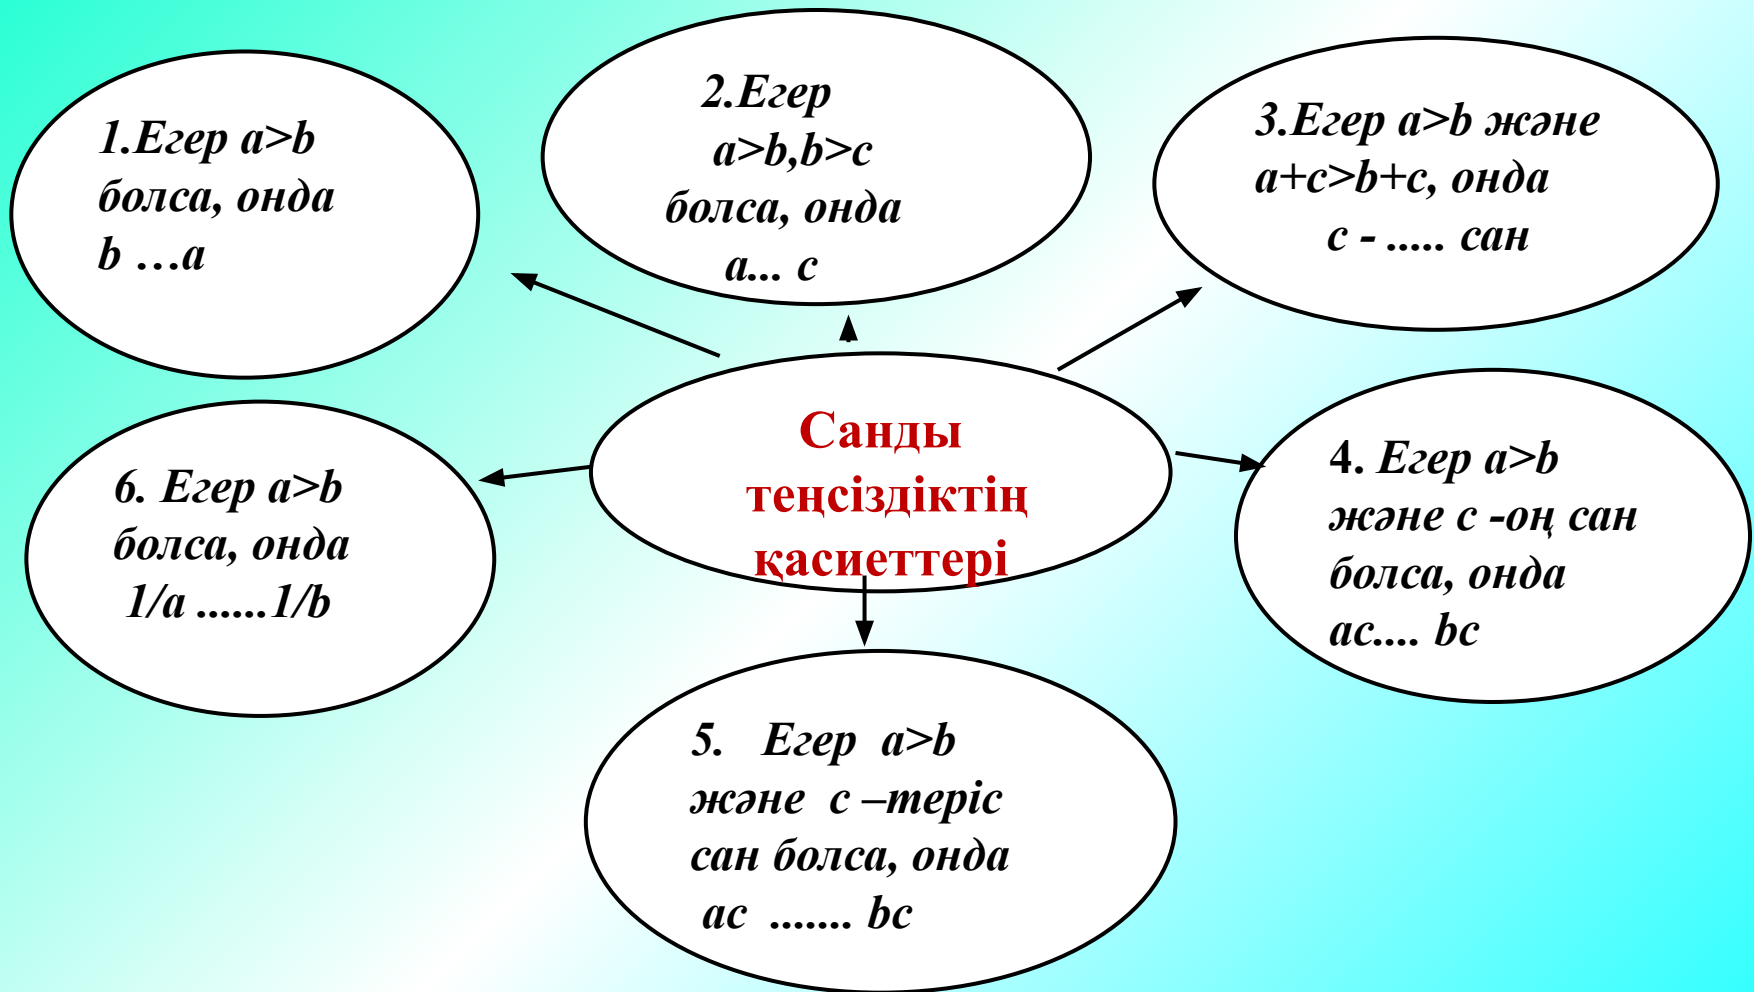 1.Егер a>b
болса, онда
b ...a
2.Егер
a>b,b>c
болса, онда
a... c
3.Егер a>b және
a+c>b+c, онда
c - ..... сан
Санды
теңсіздіктің
қасиеттері
4. Егер a>b
және c -оң сан
болса, онда
ac.... bc
6. Егер a>b
болса, онда
1/a ......1/b
5. Егер a>b
және c –теріс
сан болса, онда
ac ....... bc